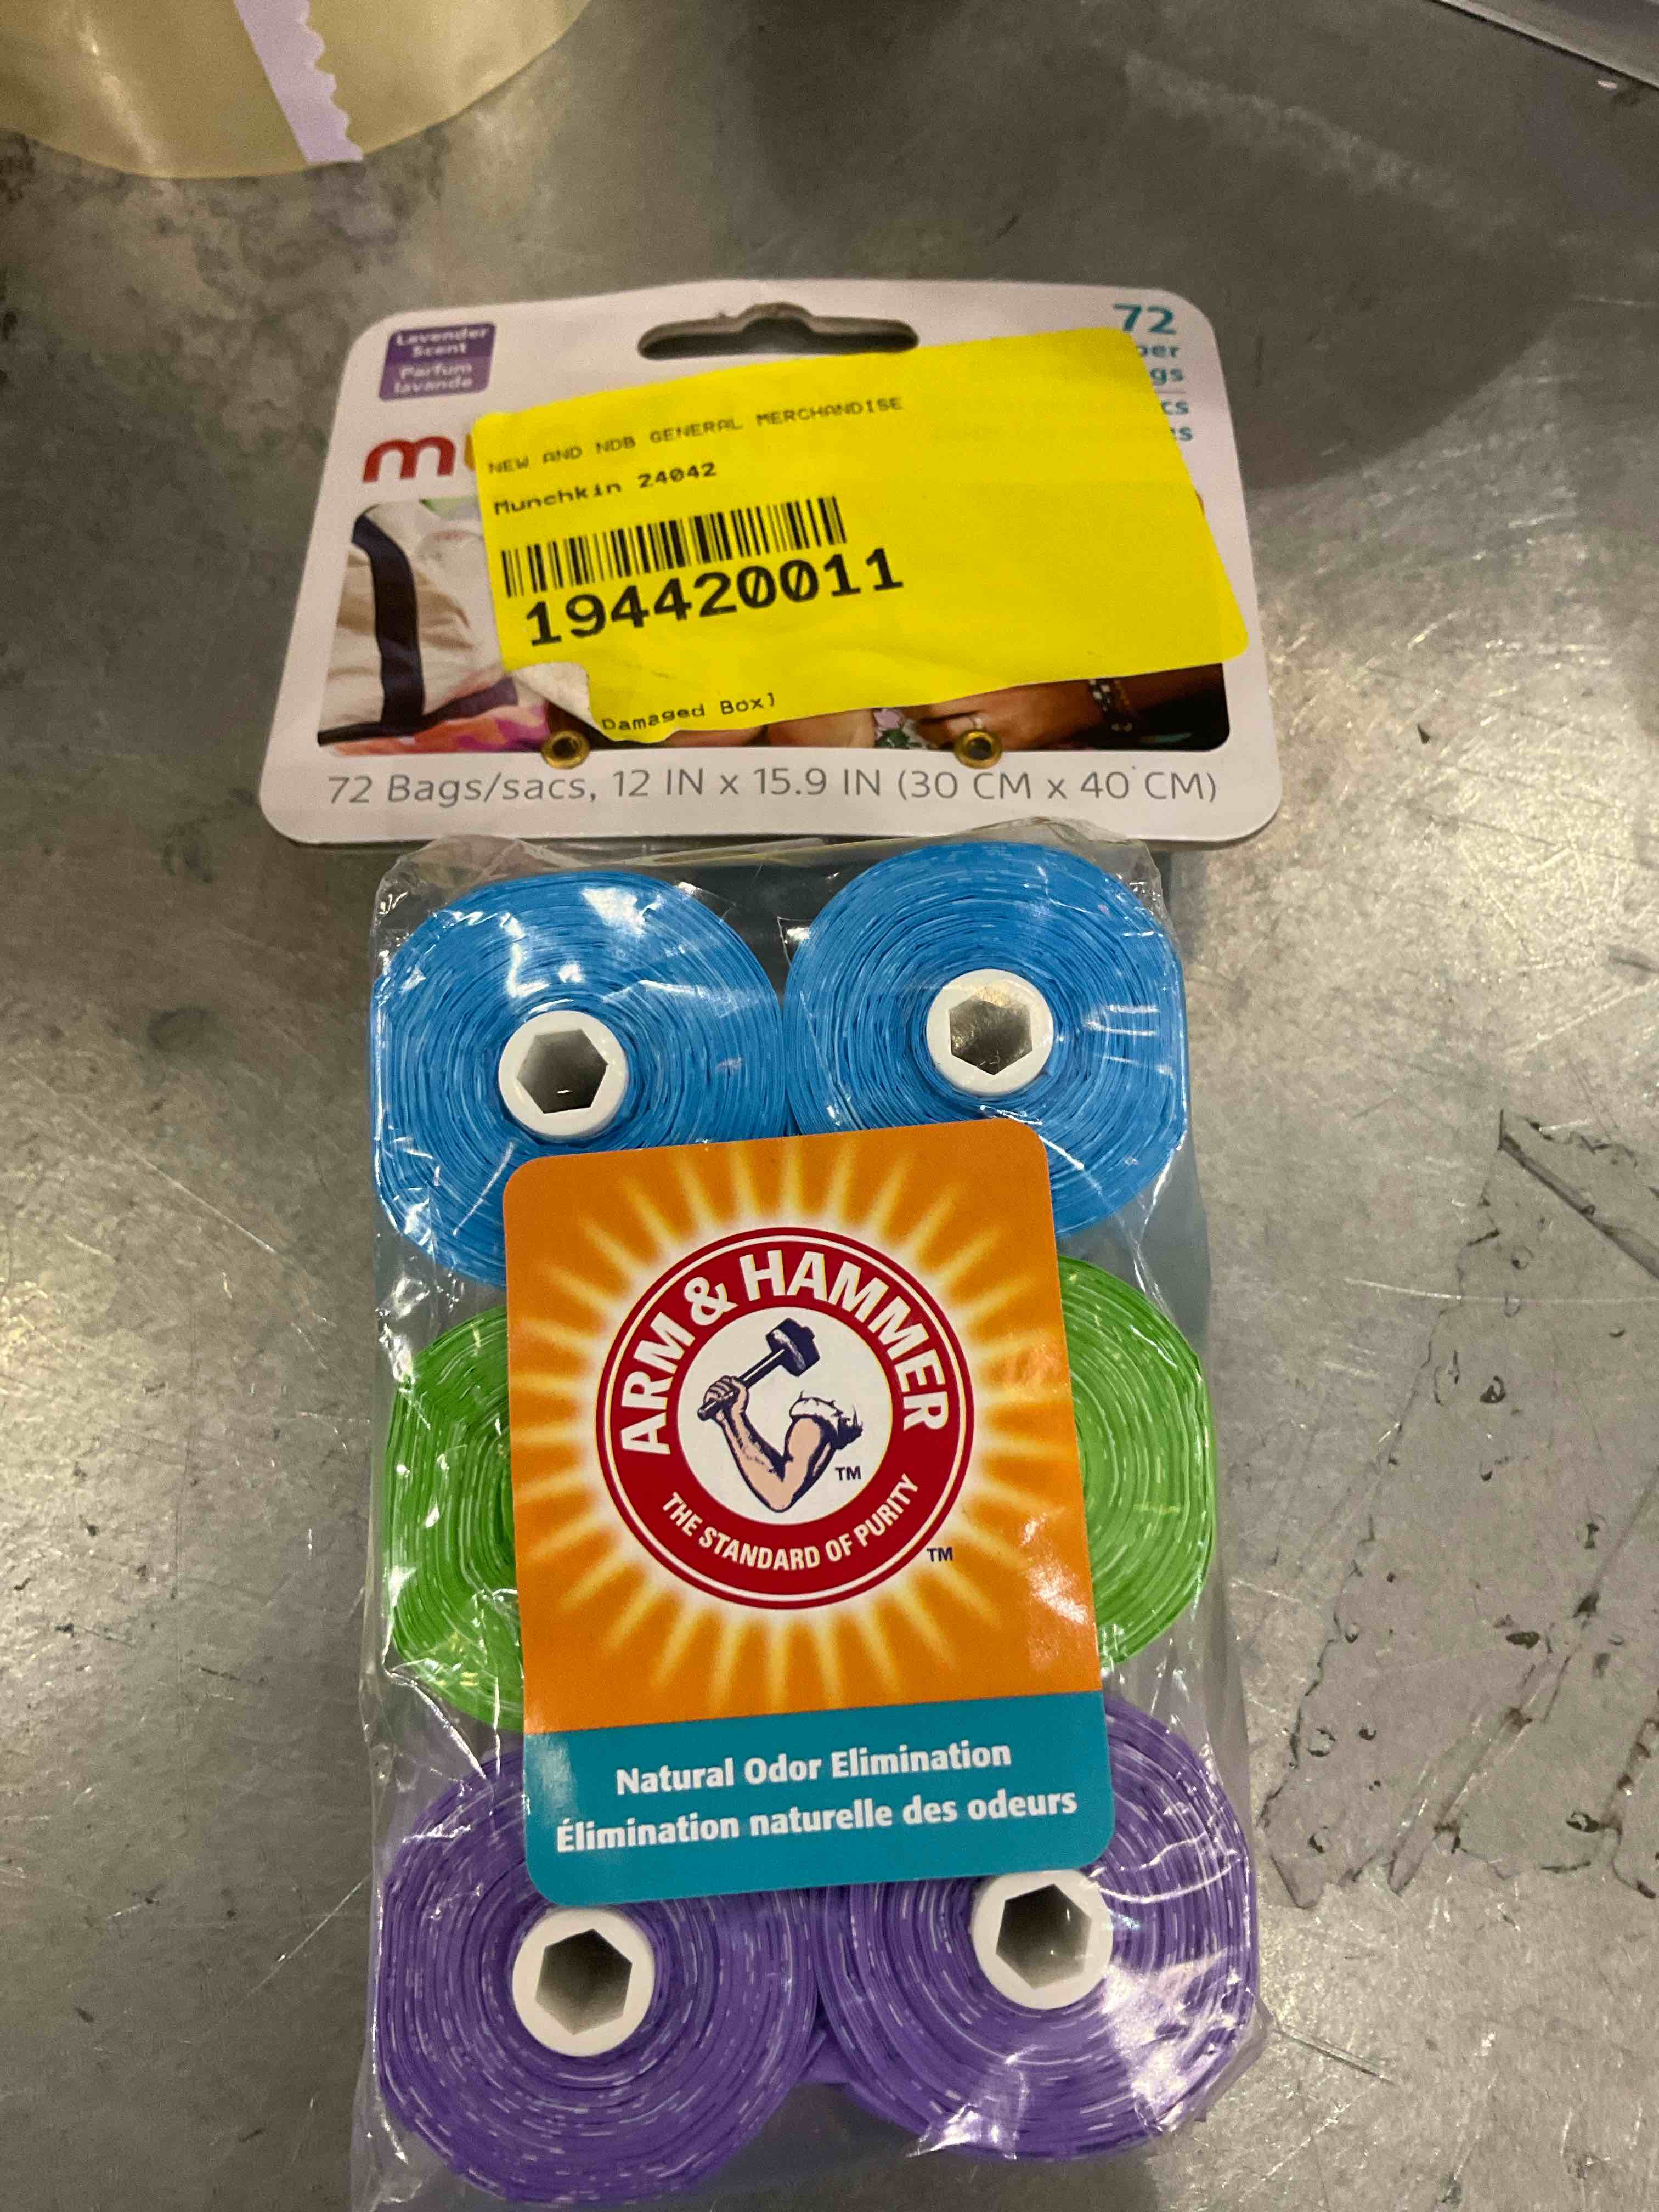 Lavender
Scent
Parfum
lavande
72
NEW AND NDB GENERAL MERCHANDISE
Munchkin 24042
194420011
Damaged Box]
72 Bags/sacs, 12 IN x 15.9 IN (30 CM x 40 CM)
ARM & HAMMER
TM
THE STANDARD OF PURITY
TM
Natural Odor Elimination
Élimination naturelle des odeurs